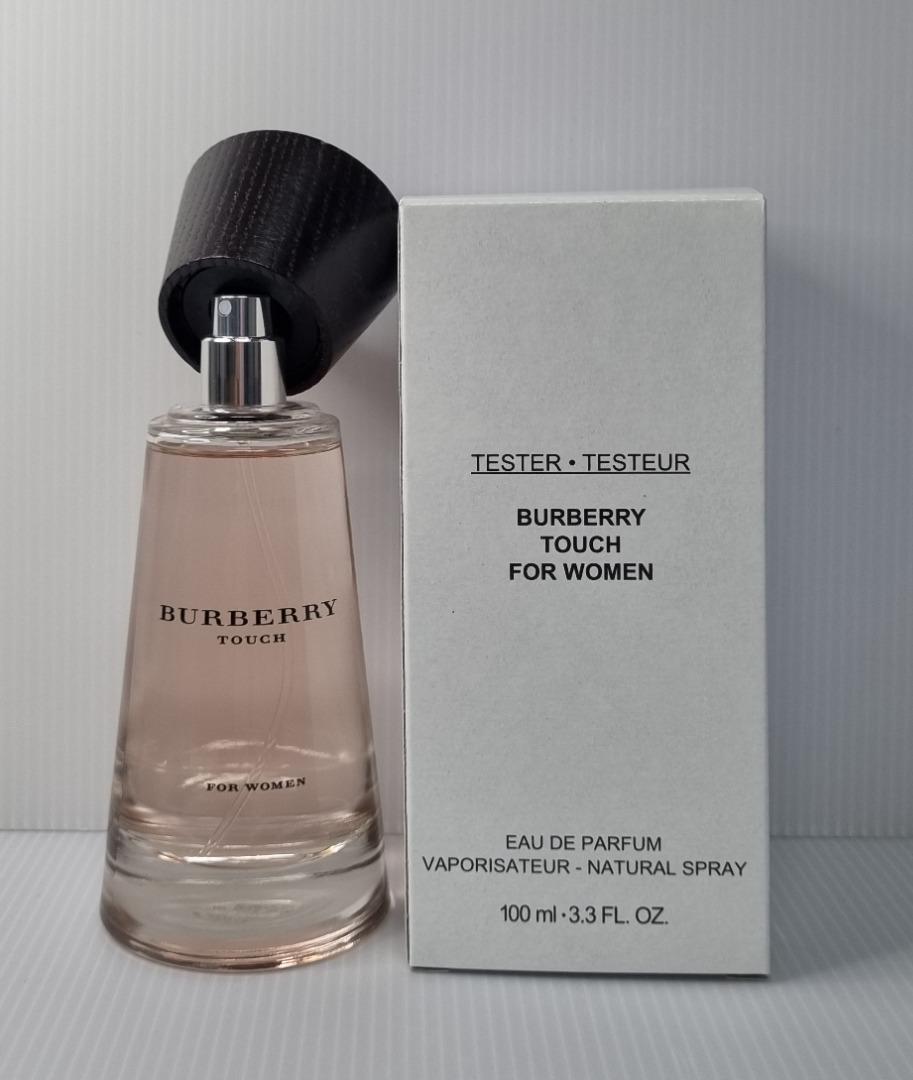 BURBERRY
TOUCH
FOR WOMEN
TESTER • TESTEUR
BURBERRY
TOUCH
FOR WOMEN
EAU DE PARFUM
VAPORISATEUR - NATURAL SPRAY
100 ml • 3.3 FL. OZ.